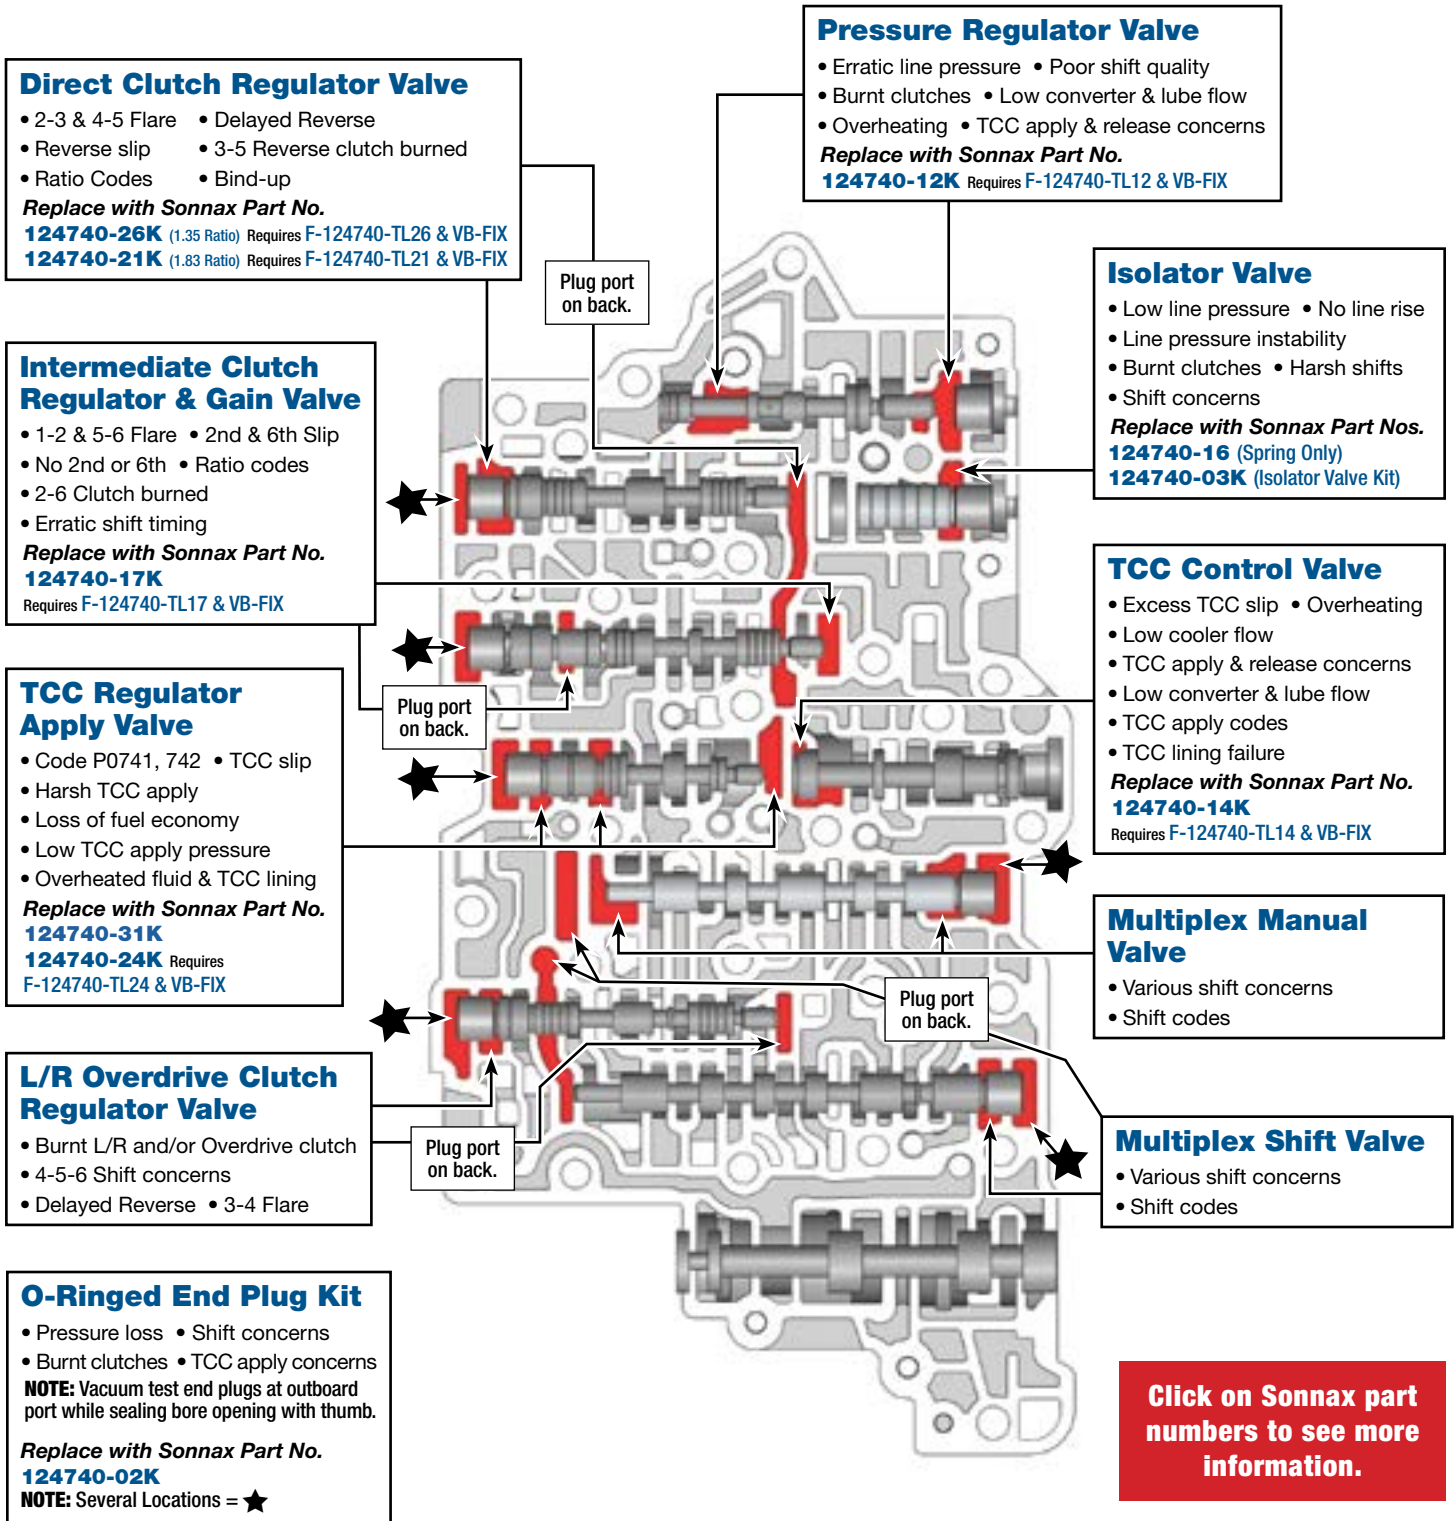 Pressure Regulator Valve
• Erratic line pressure • Poor shift quality
• Burnt clutches • Low converter & lube flow
• Overheating • TCC apply & release concerns
Replace with Sonnax Part No.
124740-12K Requires F-124740-TL12 & VB-FIX
Direct Clutch Regulator Valve
• 2-3 & 4-5 Flare • Delayed Reverse
• Reverse slip • 3-5 Reverse clutch burned
• Ratio Codes • Bind-up
Replace with Sonnax Part No.
124740-26K (1.35 Ratio) Requires F-124740-TL26 & VB-FIX
124740-21K (1.83 Ratio) Requires F-124740-TL21 & VB-FIX
Plug port
on back.
Isolator Valve
• Low line pressure • No line rise
• Line pressure instability
• Burnt clutches • Harsh shifts
• Shift concerns
Replace with Sonnax Part Nos.
124740-16 (Spring Only)
124740-03K (Isolator Valve Kit)
Intermediate Clutch
Regulator & Gain Valve
• 1-2 & 5-6 Flare • 2nd & 6th Slip
• No 2nd or 6th • Ratio codes
• 2-6 Clutch burned
• Erratic shift timing
Replace with Sonnax Part No.
124740-17K
Requires F-124740-TL17 & VB-FIX
TCC Control Valve
• Excess TCC slip • Overheating
• Low cooler flow
• TCC apply & release concerns
• Low converter & lube flow
• TCC apply codes
• TCC lining failure
Replace with Sonnax Part No.
124740-14K
Requires F-124740-TL14 & VB-FIX
TCC Regulator
Apply Valve
• Code P0741, 742 • TCC slip
• Harsh TCC apply
• Loss of fuel economy
• Low TCC apply pressure
• Overheated fluid & TCC lining
Replace with Sonnax Part No.
124740-31K
124740-24K Requires
F-124740-TL24 & VB-FIX
Plug port
on back.
Multiplex Manual
Valve
• Various shift concerns
• Shift codes
Plug port
on back.
L/R Overdrive Clutch
Regulator Valve
• Burnt L/R and/or Overdrive clutch
• 4-5-6 Shift concerns
• Delayed Reverse • 3-4 Flare
Plug port
on back.
Multiplex Shift Valve
• Various shift concerns
• Shift codes
O-Ringed End Plug Kit
• Pressure loss • Shift concerns
• Burnt clutches • TCC apply concerns
NOTE: Vacuum test end plugs at outboard
port while sealing bore opening with thumb.
Replace with Sonnax Part No.
124740-02K
NOTE: Several Locations = ★
Click on Sonnax part
numbers to see more
information.